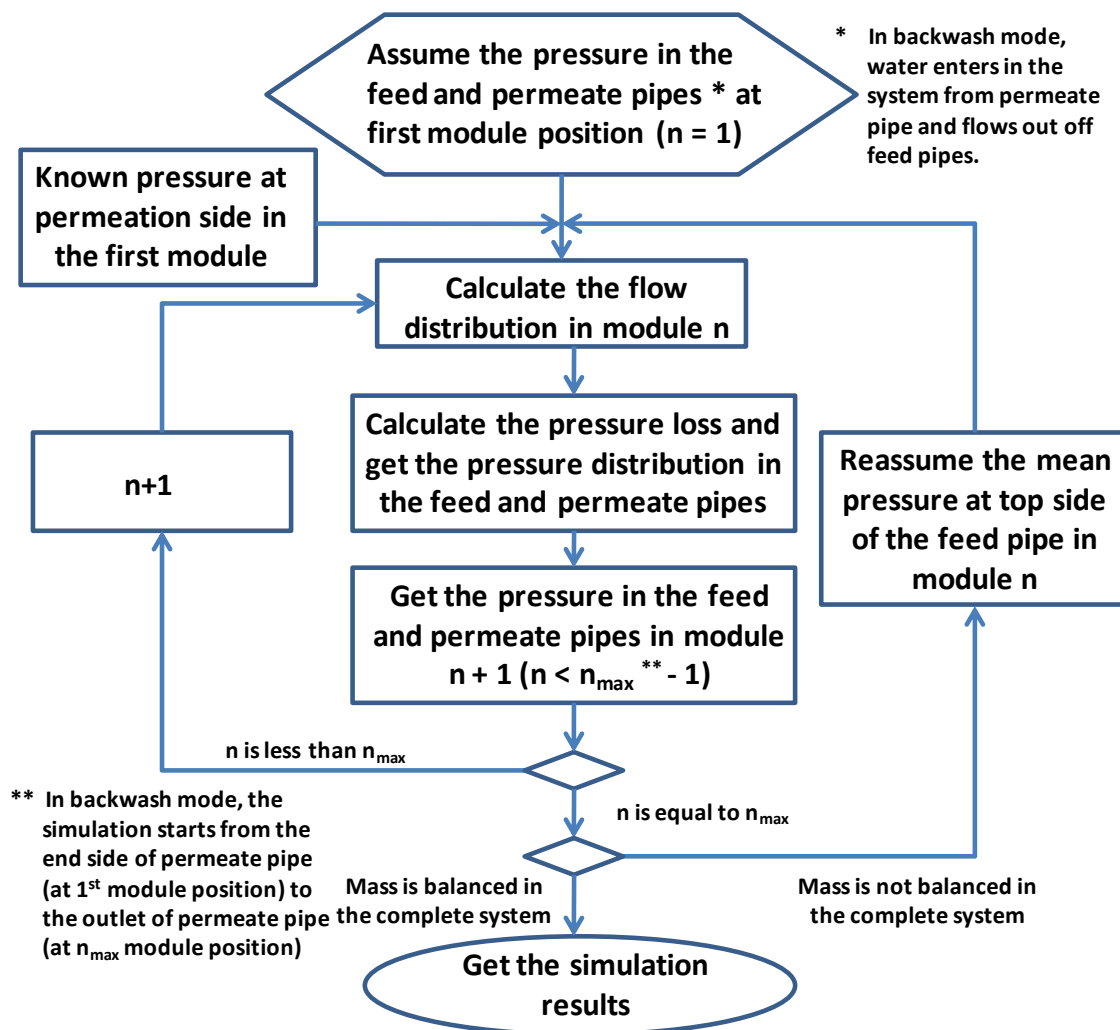 Assume the pressure in the
feed and permeate pipes * at
first module position (n = 1)
* In backwash mode,
water enters in the
system from permeate
pipe and flows out off
feed pipes.
Known pressure at
permeation side in
the first module
Calculate the flow
distribution in module n
Calculate the pressure loss and
get the pressure distribution in
the feed and permeate pipes
n+1
Reassume the mean
pressure at top side
of the feed pipe in
module n
Get the pressure in the feed
and permeate pipes in module
n + 1 (n < nmax ** - 1)
n is less than nmax
n is equal to nmax
** In backwash mode, the
simulation starts from the
end side of permeate pipe
(at 1st module position) to
the outlet of permeate pipe
(at nmax module position)
Mass is balanced in
the complete system
Mass is not balanced in
the complete system
Get the simulation
results